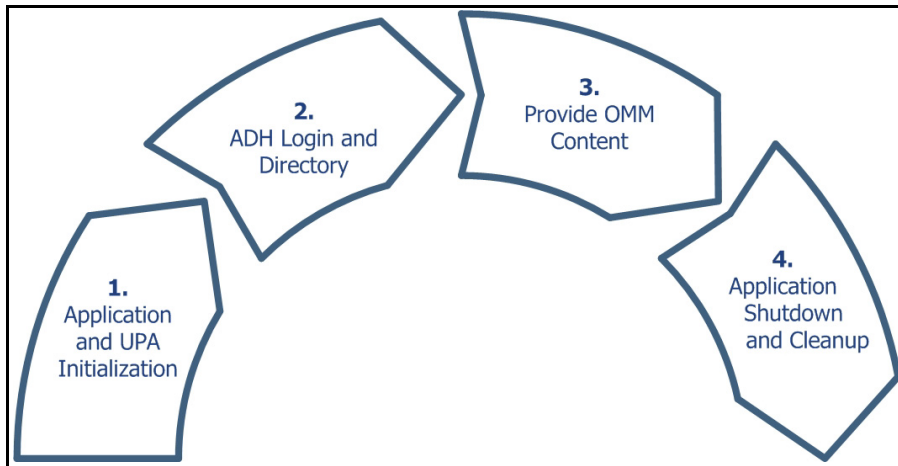 1.
Application
and UPA
Initialization
2.
ADH Login and
Directory
3.
Provide OMM
Content
4.
Application
Shutdown
and Cleanup